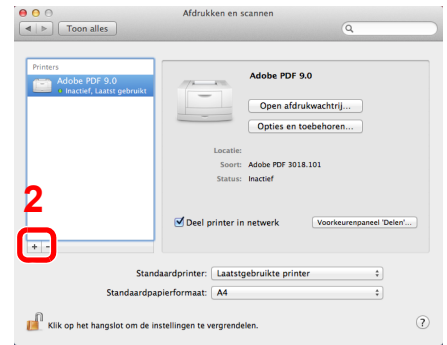 Afdrukken en scannen
Toon alles
Printers
Adobe PDF 9.0
Inactief, Laatst gebruikt
Adobe PDF 9.0
Open afdrukwachtrij...
Opties en toebehoren...
Locatie:
Soort: Adobe PDF 3018.101
Status: Inactief
2
Deel printer in netwerk
Voorkeurenpaneel 'Delen'...
+ -
Standaardprinter: Laatstgebruikte printer
Standaardpapierformaat: A4
Klik op het hangslot om de instellingen te vergrendelen.
?